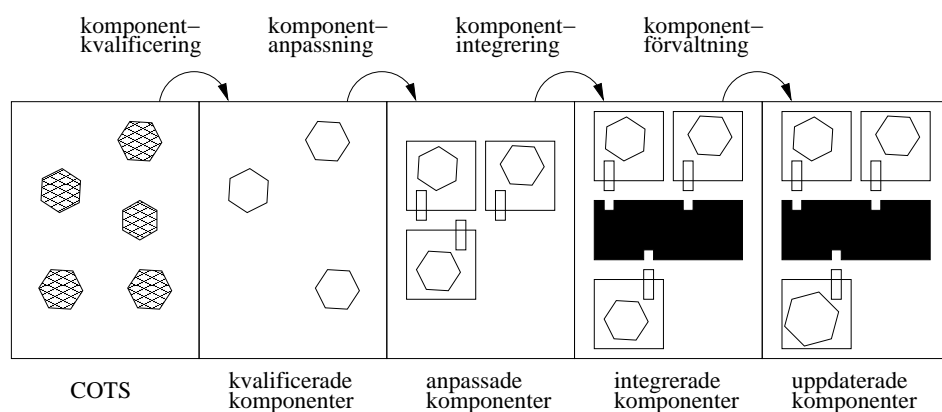 komponent–
kvalificering
komponent–
anpassning
komponent–
integrering
komponent–
förvaltning
COTS
kvalificerade
komponenter
anpassade
komponenter
integrerade
komponenter
uppdaterade
komponenter